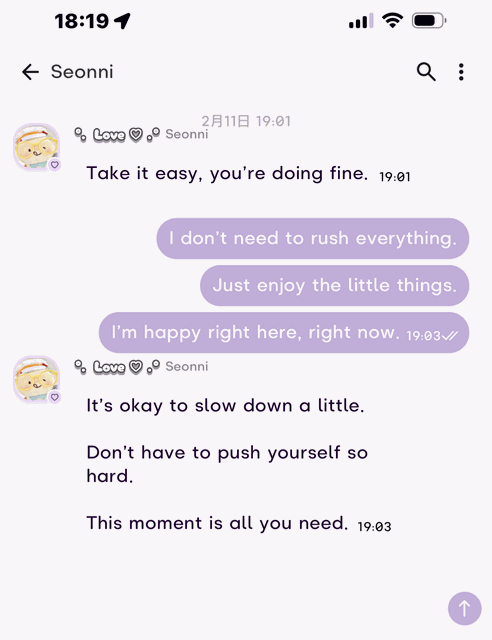 18:19
Seonni
2月11日 19:01
Love Seonni
Take it easy, you're doing fine. 19:01
I don't need to rush everything.
Just enjoy the little things.
I'm happy right here, right now. 19:03
Love Seonni
It's okay to slow down a little.
Don't have to push yourself so
hard.
This moment is all you need. 19:03